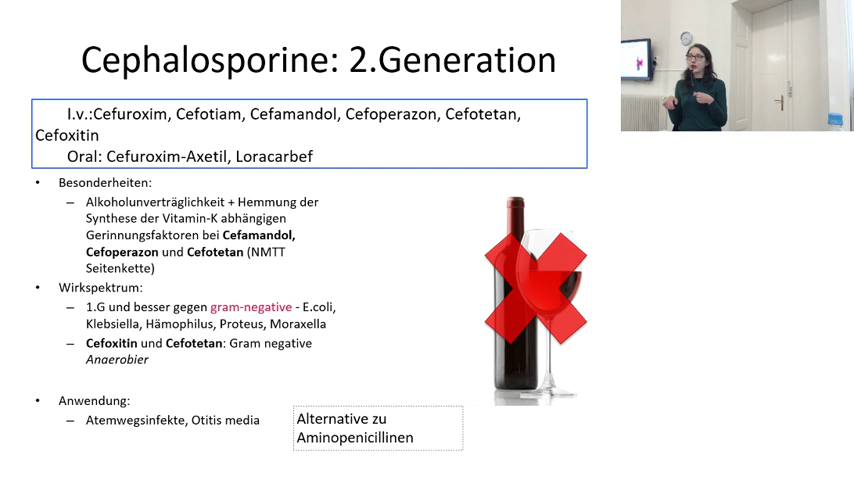 Cephalosporine: 2.Generation
I.v.:Cefuroxim, Cefotiam, Cefamandol, Cefoperazon, Cefotetan,
Cefoxitin
Oral: Cefuroxim-Axetil, Loracarbef
• Besonderheiten:
– Alkoholunverträglichkeit + Hemmung der
Synthese der Vitamin-K abhängigen
Gerinnungsfaktoren bei Cefamandol,
Cefoperazon und Cefotetan (NMTT
Seitenkette)
• Wirkspektrum:
– 1.G und besser gegen gram-negative - E.coli,
Klebsiella, Hämophilus, Proteus, Moraxella
– Cefoxitin und Cefotetan: Gram negative
Anaerobier
• Anwendung:
– Atemwegsinfekte, Otitis media
Alternative zu
Aminopenicillinen